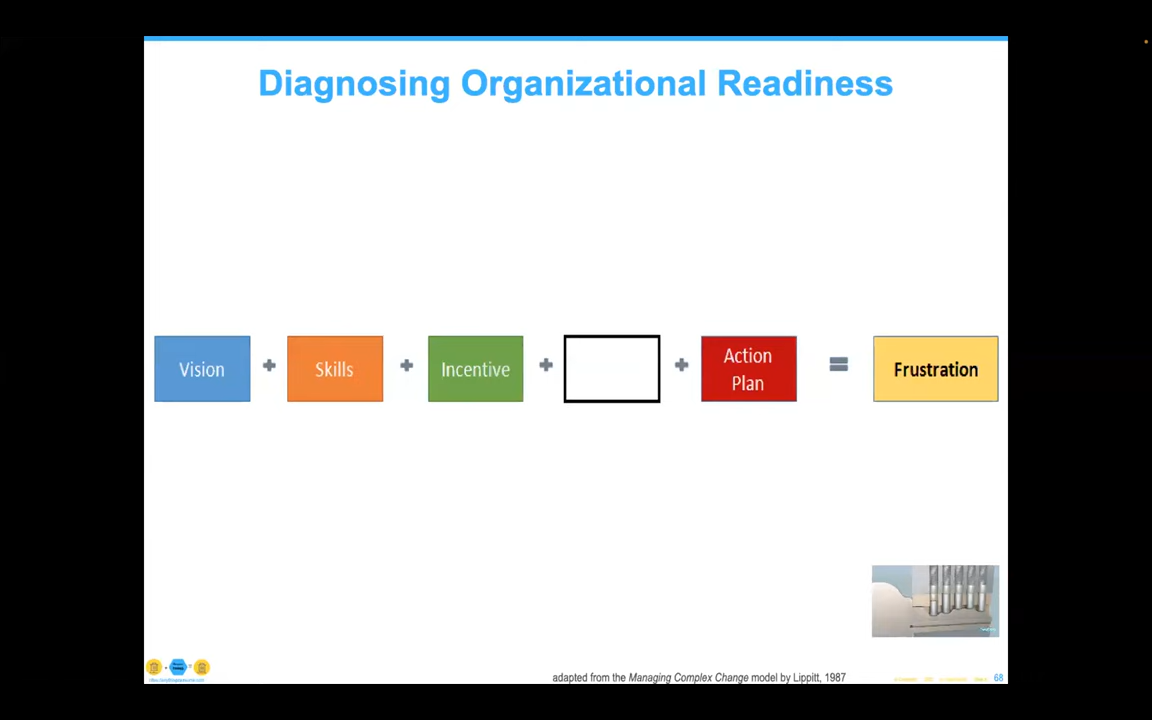 Diagnosing Organizational Readiness
Vision
Skills
Incentive
Action
Plan
Frustration
adapted from the Managing Complex Change model by Lippitt, 1987
68